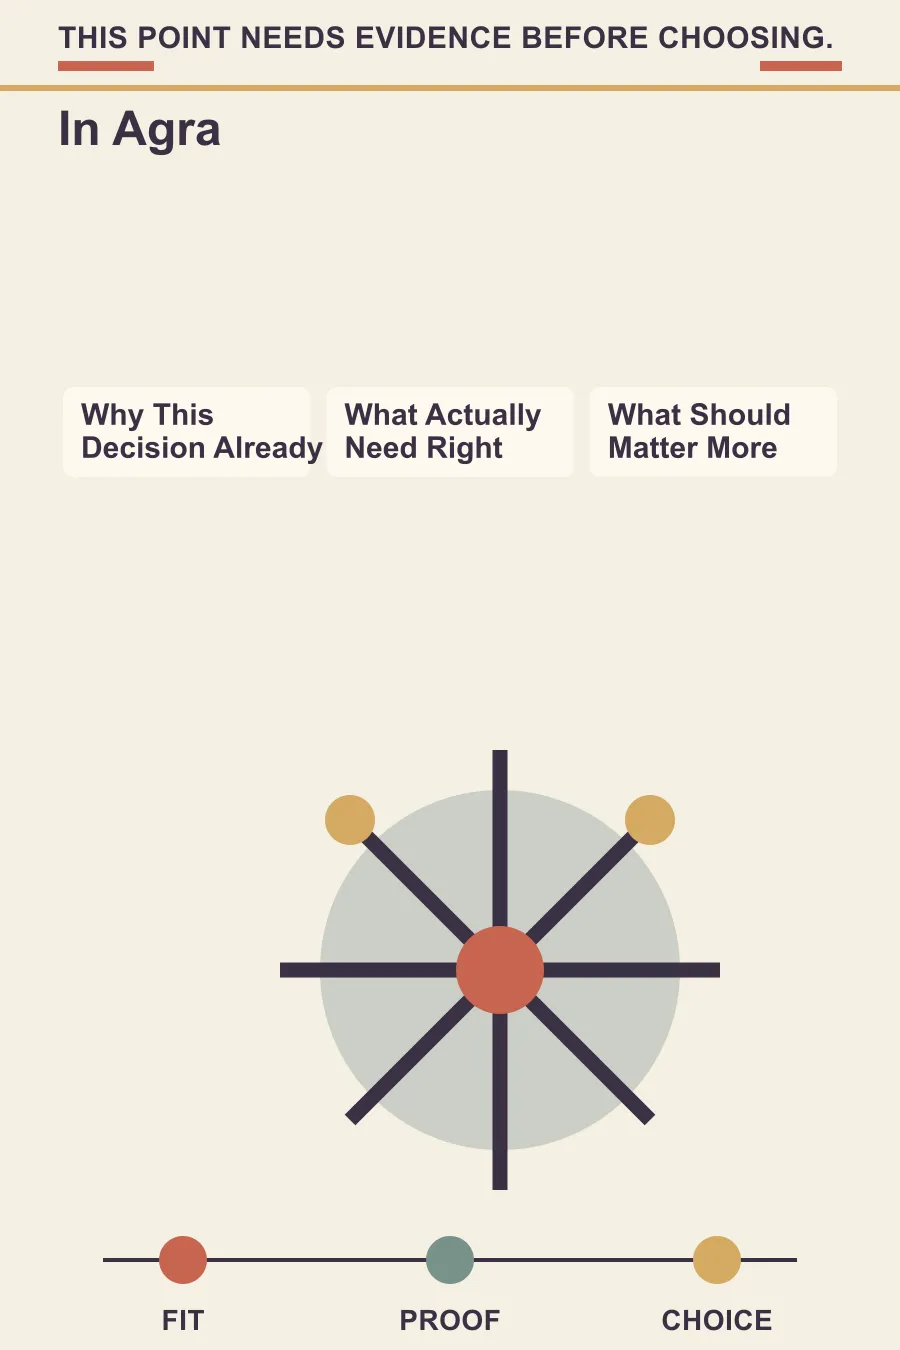 THIS POINT NEEDS EVIDENCE BEFORE CHOOSING.
In Agra
Why This
Decision Already
What Actually
Need Right
What Should
Matter More
FIT
PROOF
CHOICE